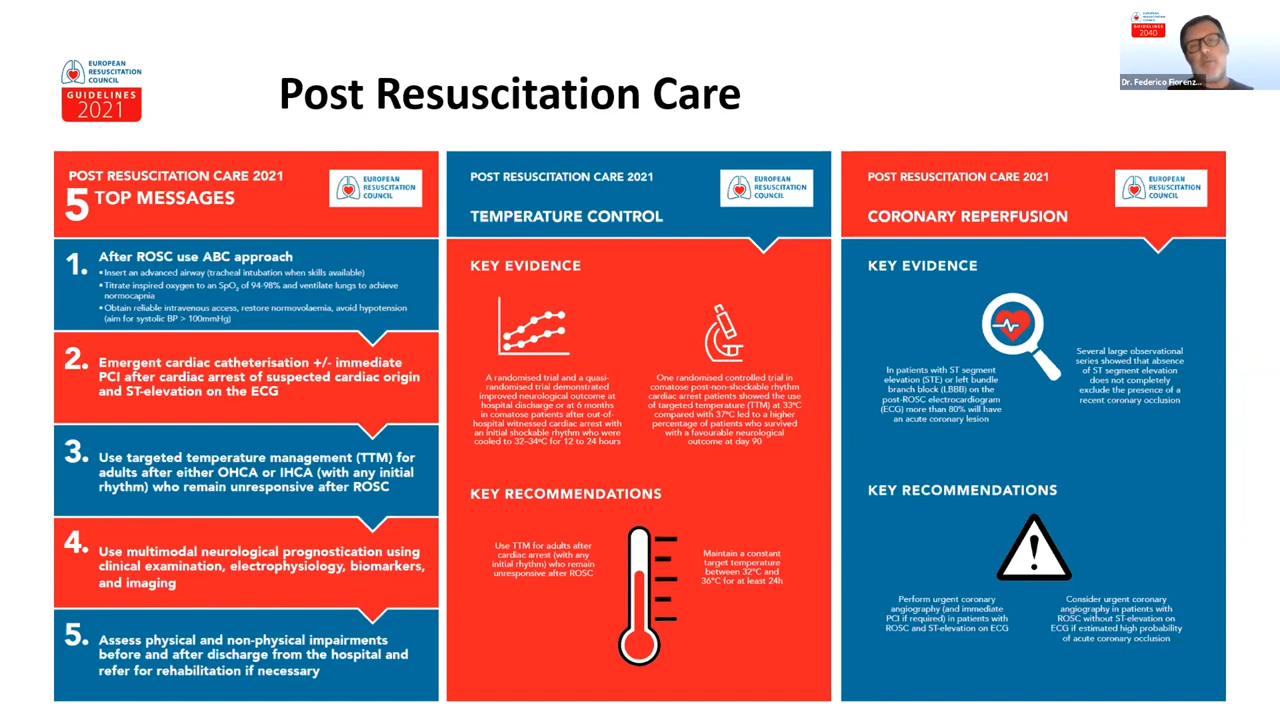 EUROPEAN
RESUSCITATION
COUNCIL
GUIDELINES
2021
Post Resuscitation Care
EUROPEAN
RESUSCITATION
COUNCIL
GUIDELINES
2040
Dr. Federico Fiorenz...
POST RESUSCITATION CARE 2021
5 TOP MESSAGES
EUROPEAN
RESUSCITATION
COUNCIL
1. After ROSC use ABC approach
• Insert an advanced airway (tracheal intubation when skills available)
• Titrate inspired oxygen to an SpO₂ of 94-98% and ventilate lungs to achieve
normocapnia
• Obtain reliable intravenous access, restore normovolaemia, avoid hypotension
(aim for systolic BP > 100mmHg)
2. Emergent cardiac catheterisation +/- immediate
PCI after cardiac arrest of suspected cardiac origin
and ST-elevation on the ECG
3. Use targeted temperature management (TTM) for
adults after either OHCA or IHCA (with any initial
rhythm) who remain unresponsive after ROSC
4. Use multimodal neurological prognostication using
clinical examination, electrophysiology, biomarkers,
and imaging
5. Assess physical and non-physical impairments
before and after discharge from the hospital and
refer for rehabilitation if necessary
POST RESUSCITATION CARE 2021
TEMPERATURE CONTROL
EUROPEAN
RESUSCITATION
COUNCIL
KEY EVIDENCE
A randomised trial and a quasi-
randomised trial demonstrated
improved neurological outcome at
hospital discharge or at 6 months
in comatose patients after out-of-
hospital witnessed cardiac arrest with
an initial shockable rhythm who were
cooled to 32–34ºC for 12 to 24 hours
One randomised controlled trial in
comatose post-non-shockable rhythm
cardiac arrest patients showed the use
of targeted temperature (TTM) at 33ºC
compared with 37ºC led to a higher
percentage of patients who survived
with a favourable neurological
outcome at day 90
KEY RECOMMENDATIONS
Use TTM for adults after
cardiac arrest (with any
initial rhythm) who remain
unresponsive after ROSC
Maintain a constant
target temperature
between 32ºC and
36ºC for at least 24h
POST RESUSCITATION CARE 2021
CORONARY REPERFUSION
EUROPEAN
RESUSCITATION
COUNCIL
KEY EVIDENCE
In patients with ST segment
elevation (STE) or left bundle
branch block (LBBB) on the
post-ROSC electrocardiogram
(ECG) more than 80% will have
an acute coronary lesion
Several large observational
series showed that absence
of ST segment elevation
does not completely
exclude the presence of a
recent coronary occlusion
KEY RECOMMENDATIONS
Perform urgent coronary
angiography (and immediate
PCI if required) in patients with
ROSC and ST-elevation on ECG
Consider urgent coronary
angiography in patients with
ROSC without ST-elevation on
ECG if estimated high probability
of acute coronary occlusion